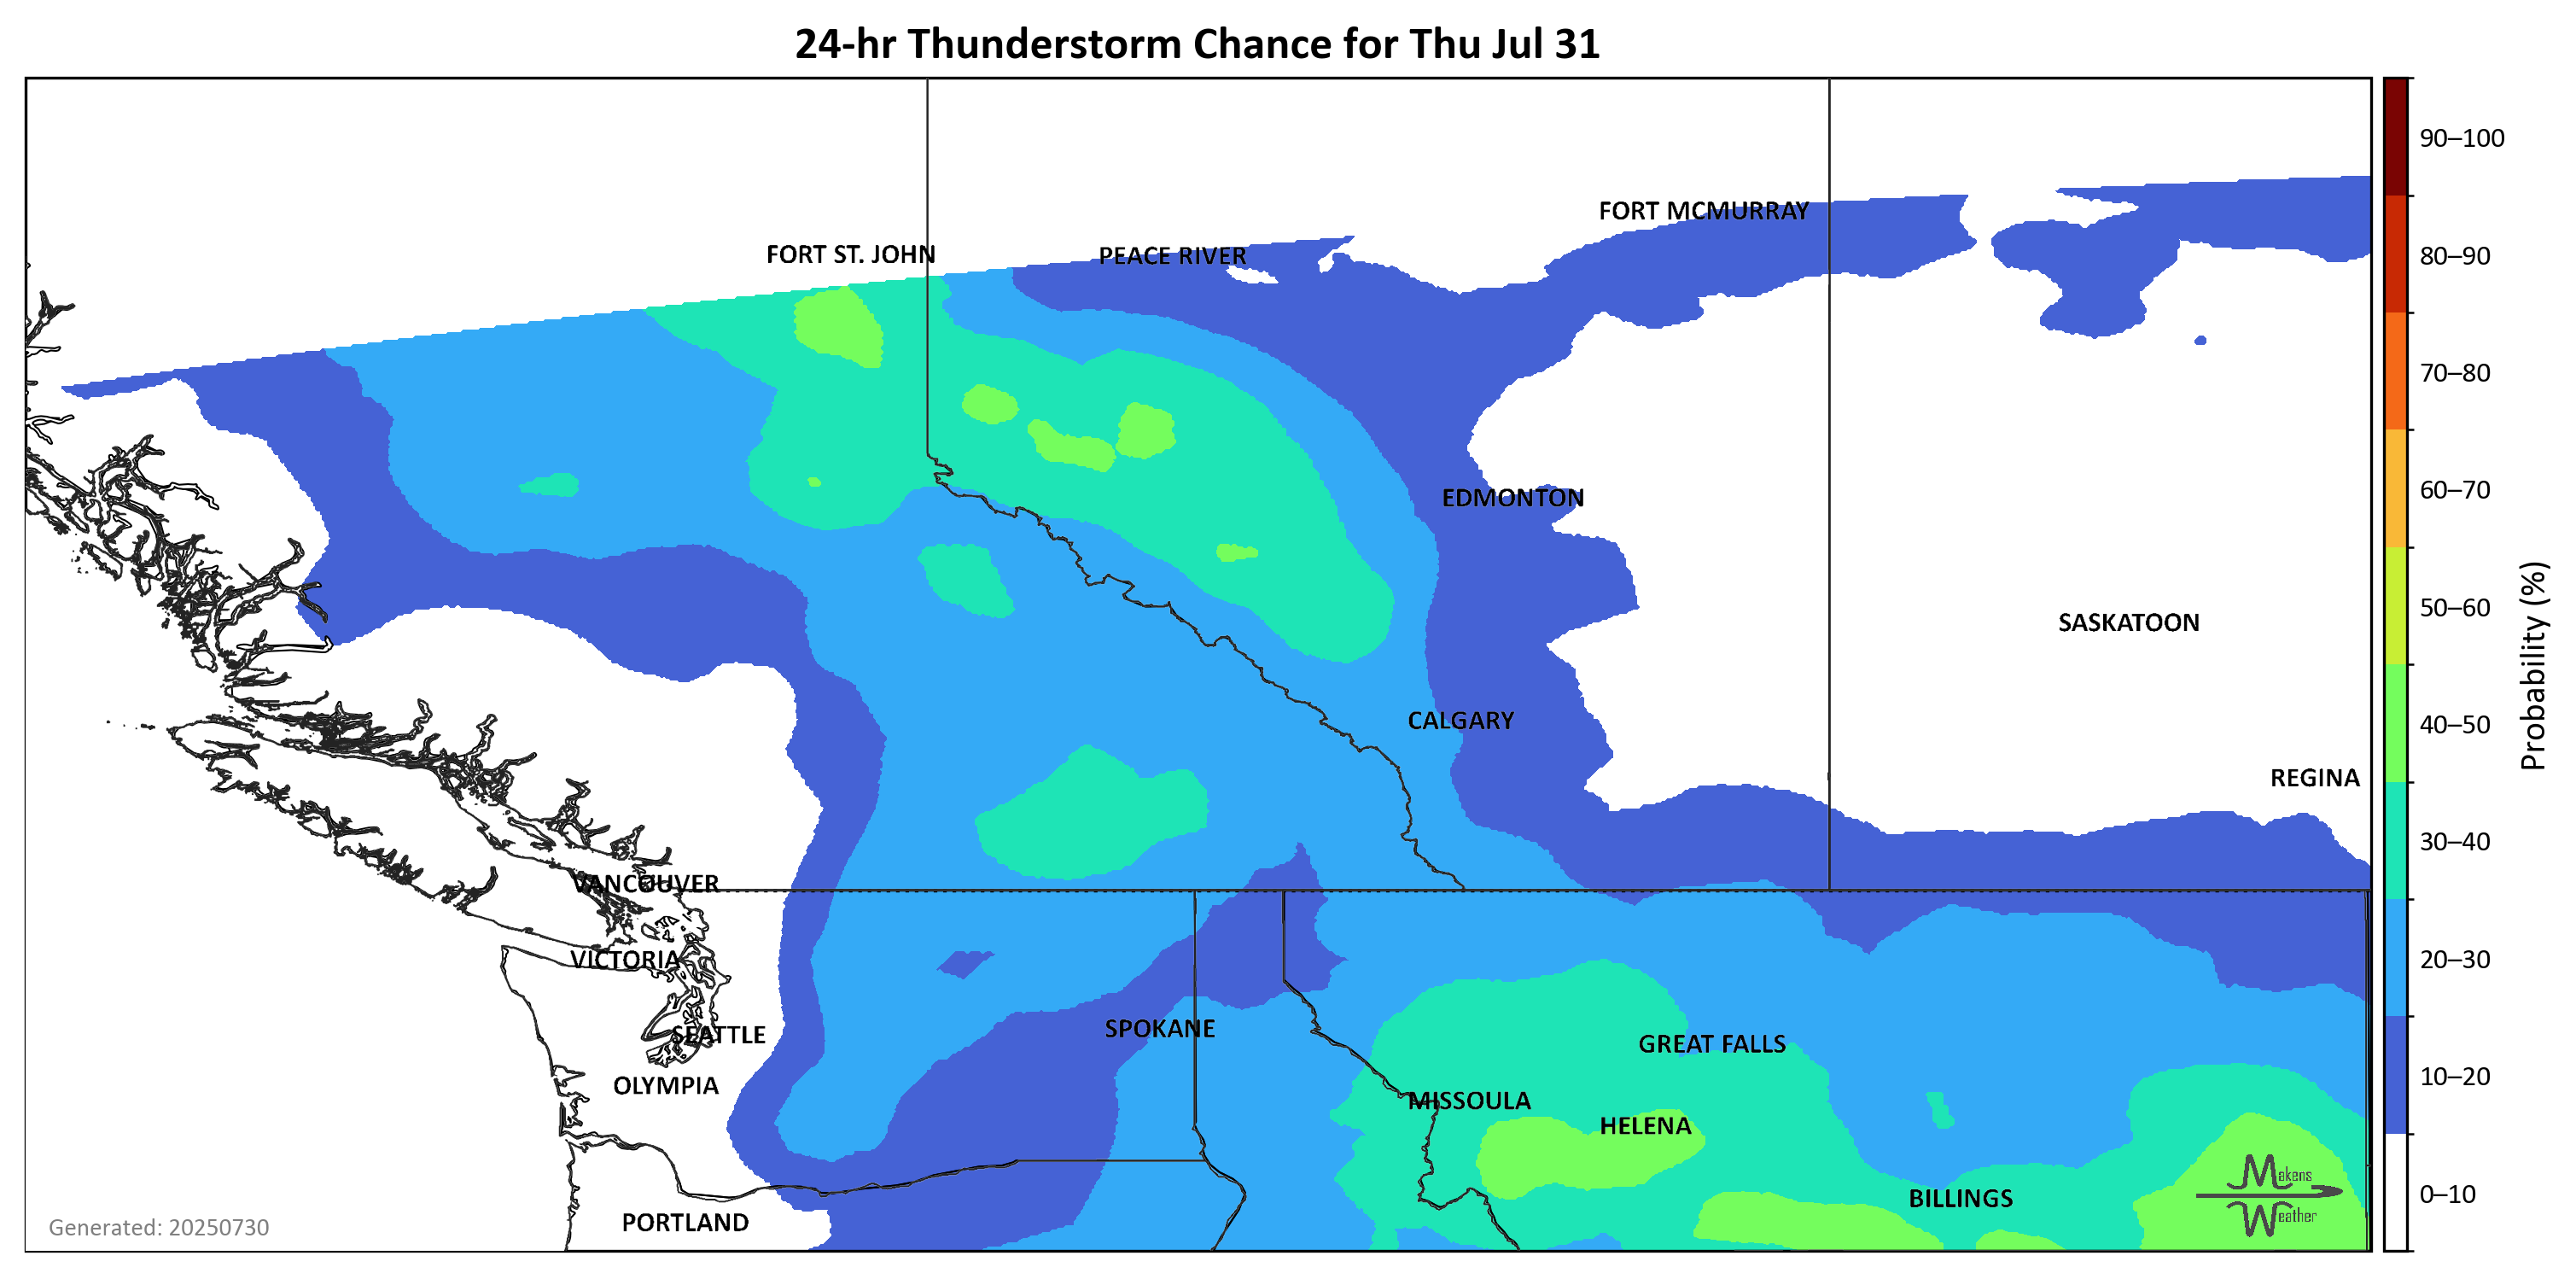 24-hr Thunderstorm Chance for Thu Jul 31
90–100
FORT MCMURRAY
FORT ST. JOHN
PEACE RIVER
80–90
70–80
60–70
EDMONTON
50–60
SASKATOON
Probability (%)
CALGARY
40–50
REGINA
30–40
VANCOUVER
VICTORIA
20–30
SPOKANE
SEATTLE
GREAT FALLS
OLYMPIA
10–20
MISSOULA
HELENA
Makens
Weather
0–10
BILLINGS
PORTLAND
Generated: 20250730